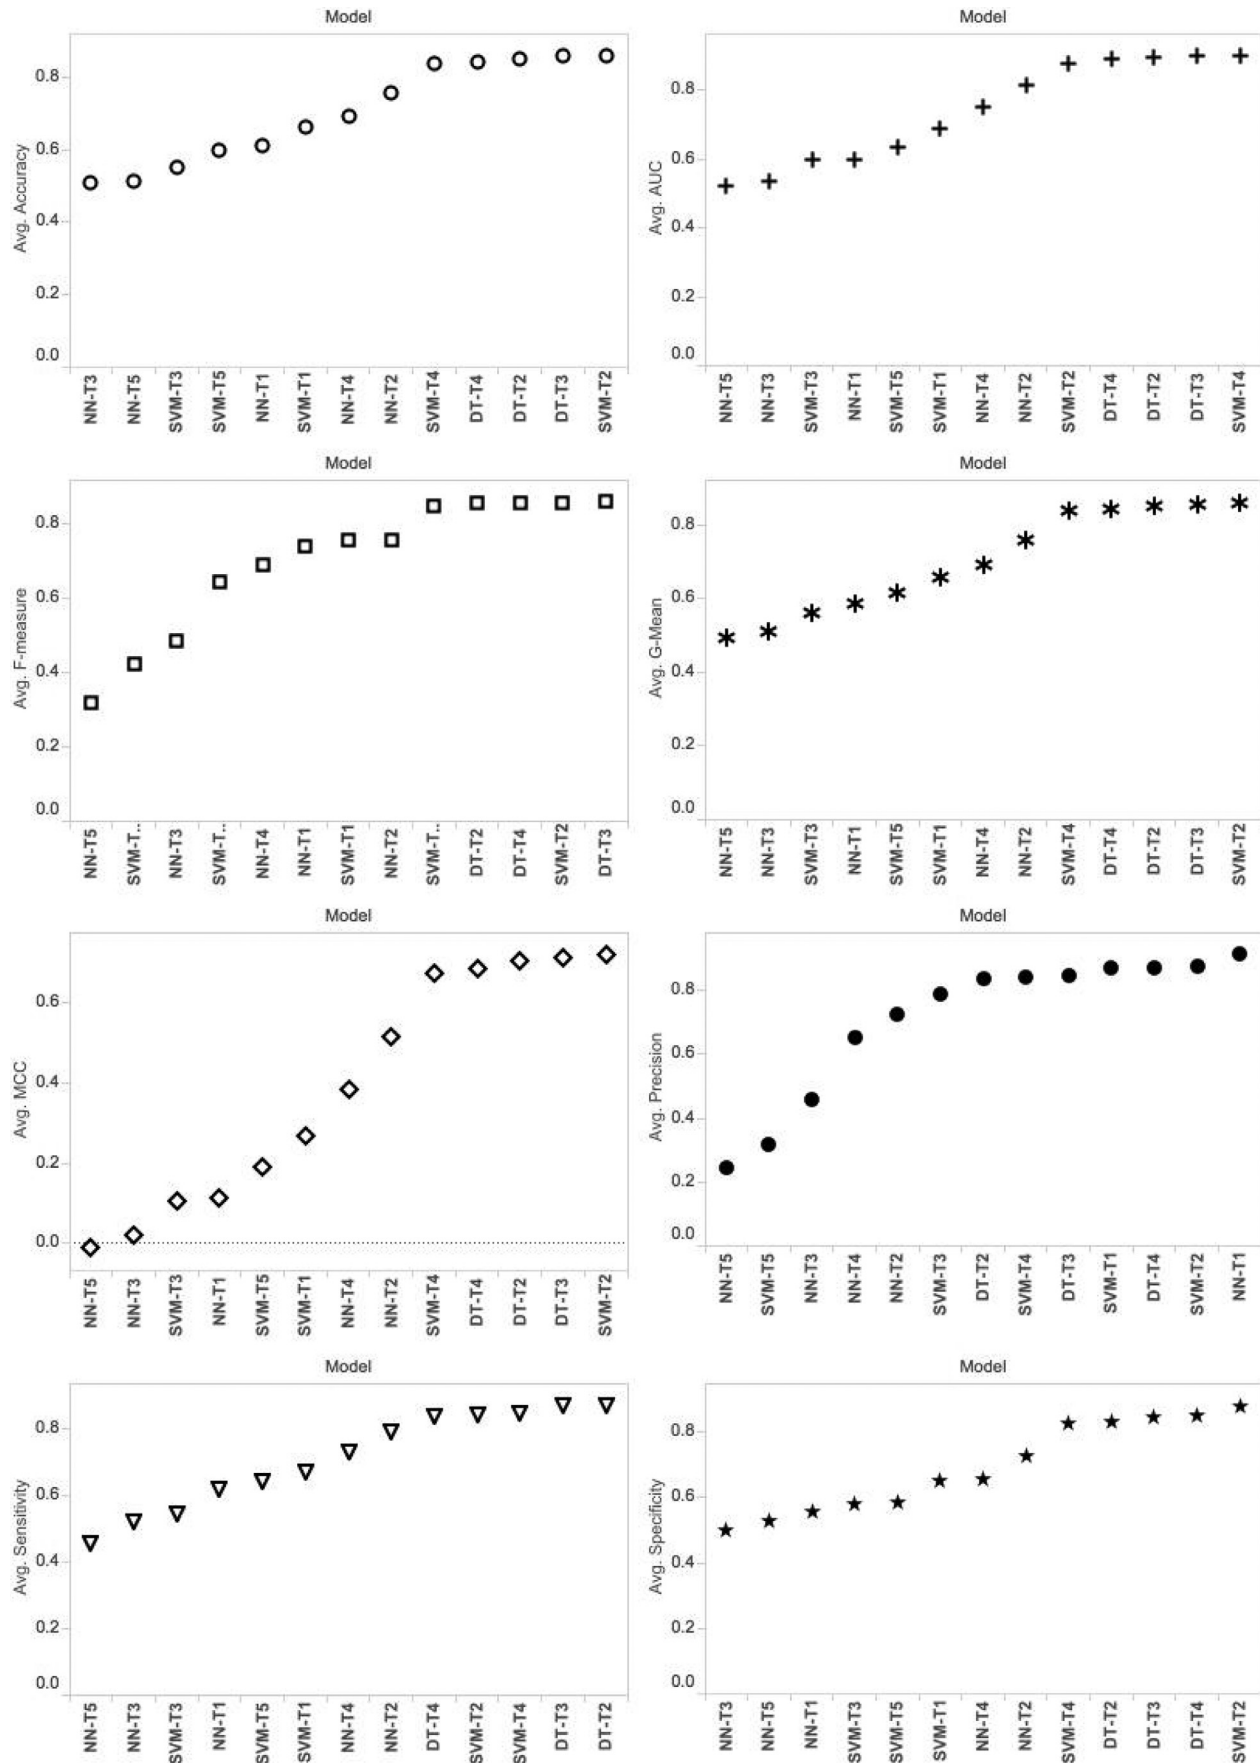 Model
Avg. Accuracy
0.8
0.6
0.4
0.2
0.0
NN-T3 NN-T5 SVM-T3 SVM-T5 NN-T1 SVM-T1 NN-T4 NN-T2 SVM-T4 DT-T4 DT-T2 DT-T3 SVM-T2
Model
Avg. AUC
0.8
0.6
0.4
0.2
0.0
NN-T5 NN-T3 SVM-T3 NN-T1 SVM-T5 SVM-T1 NN-T4 NN-T2 SVM-T2 DT-T4 DT-T2 DT-T3 SVM-T4
Model
Avg. F-measure
0.8
0.6
0.4
0.2
0.0
NN-T5 SVM-T.. NN-T3 SVM-T.. NN-T4 NN-T1 SVM-T1 NN-T2 SVM-T.. DT-T2 DT-T4 SVM-T2 DT-T3
Model
Avg. G-Mean
0.8
0.6
0.4
0.2
0.0
NN-T5 NN-T3 SVM-T3 NN-T1 SVM-T5 SVM-T1 NN-T4 NN-T2 SVM-T4 DT-T4 DT-T2 DT-T3 SVM-T2
Model
Avg. MCC
0.6
0.4
0.2
0.0
NN-T5 NN-T3 SVM-T3 NN-T1 SVM-T5 SVM-T1 NN-T4 NN-T2 SVM-T4 DT-T4 DT-T2 DT-T3 SVM-T2
Model
Avg. Precision
0.8
0.6
0.4
0.2
0.0
NN-T5 SVM-T5 NN-T3 NN-T4 NN-T2 SVM-T3 DT-T2 SVM-T4 DT-T3 SVM-T1 DT-T4 SVM-T2 NN-T1
Model
Avg. Sensitivity
0.8
0.6
0.4
0.2
0.0
NN-T5 NN-T3 SVM-T3 NN-T1 SVM-T5 SVM-T1 NN-T4 NN-T2 DT-T4 SVM-T2 SVM-T4 DT-T3 DT-T2
Model
Avg. Specificity
0.8
0.6
0.4
0.2
0.0
NN-T3 NN-T5 NN-T1 SVM-T3 SVM-T5 SVM-T1 NN-T4 NN-T2 SVM-T4 DT-T2 DT-T3 DT-T4 SVM-T2